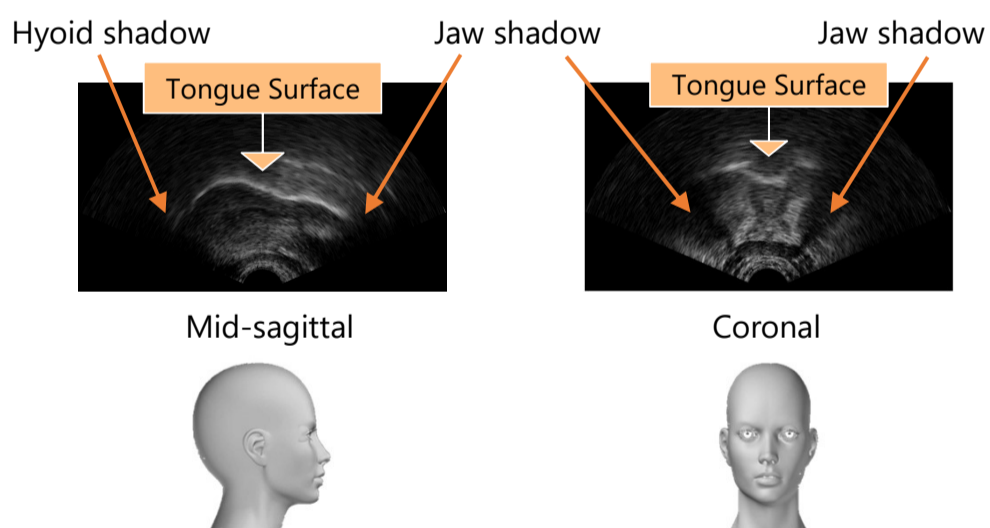 Hyoid shadow
Jaw shadow
Jaw shadow
Tongue Surface
Tongue Surface
Mid-sagittal
Coronal